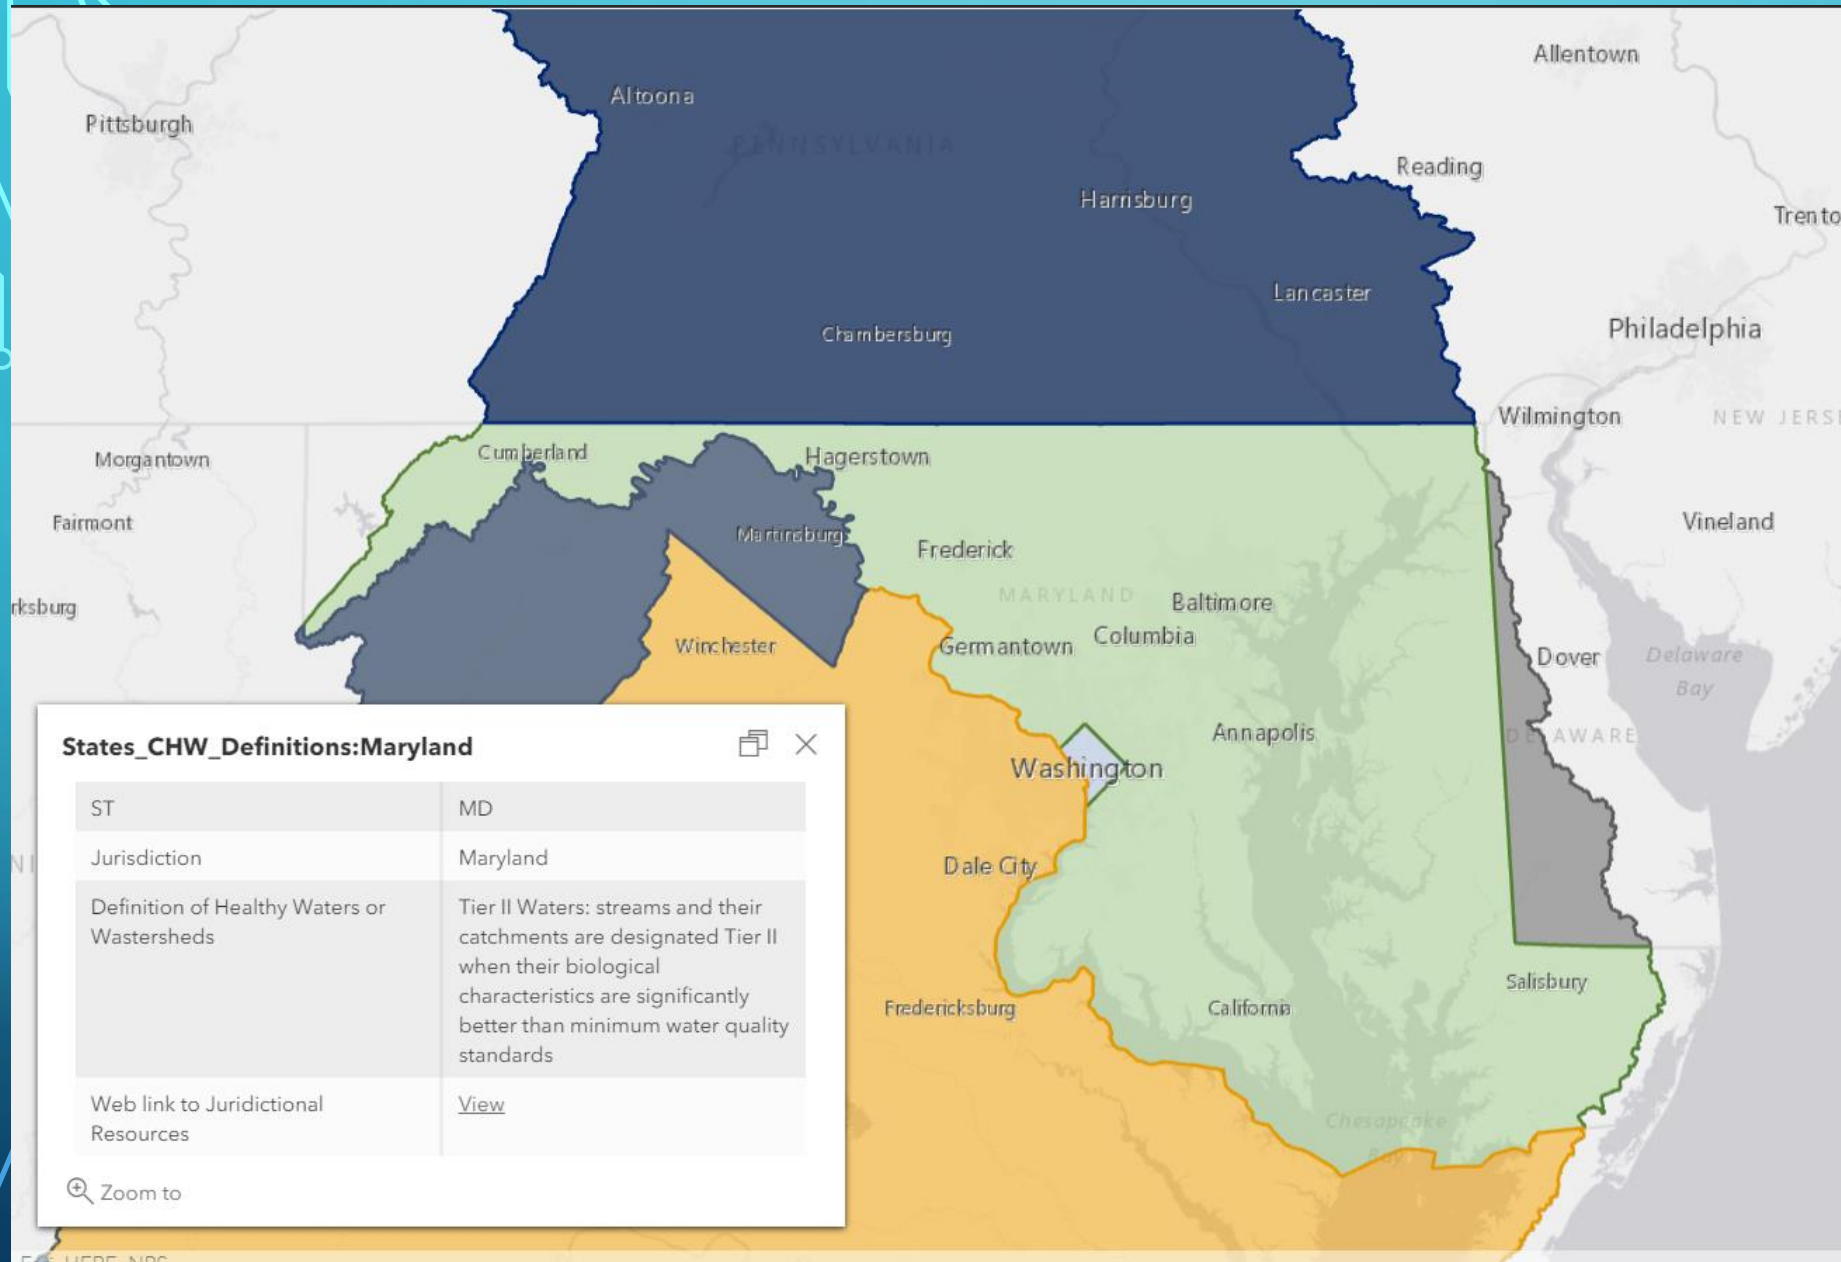 Allentown
Altoona
Pittsburgh
PENNSYLVANIA
Reading
Harrisburg
Trento
Lancaster
Chambersburg
Philadelphia
Wilmington
NEW JERSE
Cumberland
Hagerstown
Morgantown
Fairmont
Martinsburg
Vineland
Frederick
MARYLAND
Baltimore
rksburg
Columbia
Winchester
Germantown
Dover
Delaware
Bay
Annapolis
DELAWARE
Washington
Dale City
Salisbury
Fredericksburg
California
Chesapeake
Bay
States_CHW_Definitions:Maryland
ST
MD
Jurisdiction
Maryland
Definition of Healthy Waters or
Wastersheds
Tier II Waters: streams and their
catchments are designated Tier II
when their biological
characteristics are significantly
better than minimum water quality
standards
Web link to Juridictional
Resources
View
Zoom to